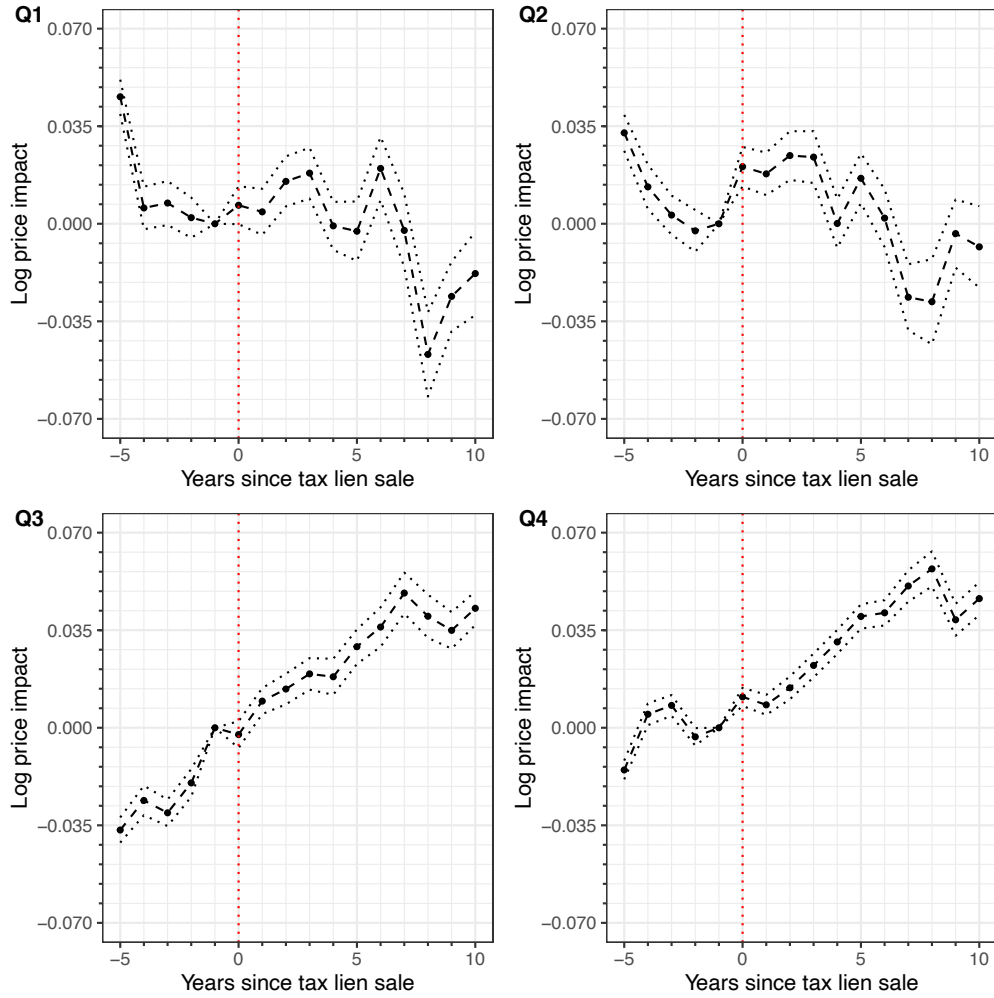 Q1
0.070
0.035
0.000
−0.035
−0.070
Log price impact
−5 0 5 10
Years since tax lien sale
Q2
0.070
0.035
0.000
−0.035
−0.070
Log price impact
−5 0 5 10
Years since tax lien sale
Q3
0.070
0.035
0.000
−0.035
−0.070
Log price impact
−5 0 5 10
Years since tax lien sale
Q4
0.070
0.035
0.000
−0.035
−0.070
Log price impact
−5 0 5 10
Years since tax lien sale